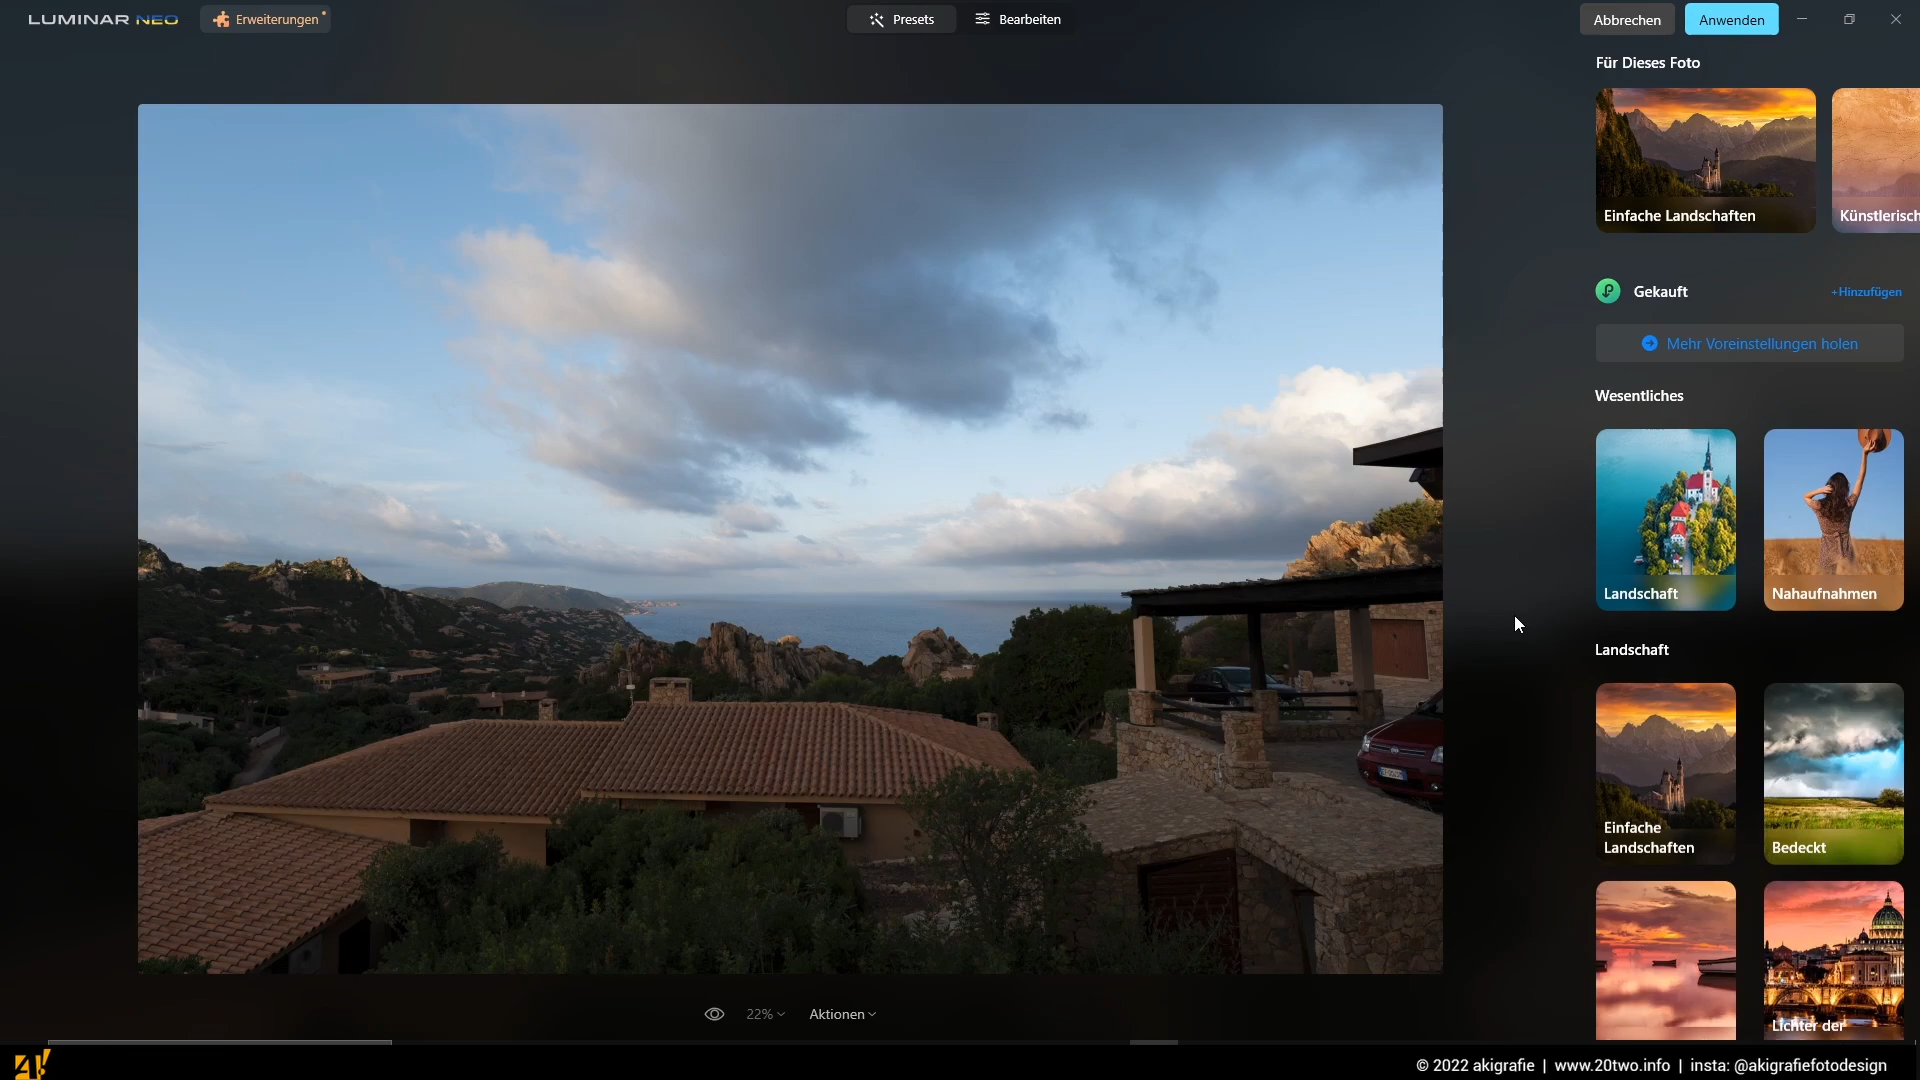 LUMINAR NEO
Erweiterungen
Presets
Bearbeiten
Abbrechen
Anwenden
Für Dieses Foto
Einfache Landschaften
Künstlerisch
Gekauft
+Hinzufügen
Mehr Voreinstellungen holen
Wesentliches
Landschaft
Nahaufnahmen
Landschaft
Einfache
Landschaften
Bedeckt
Lichter der
22%
Aktionen
A!
© 2022 akigrafie | www.20two.info | insta: @akigrafiefotodesign